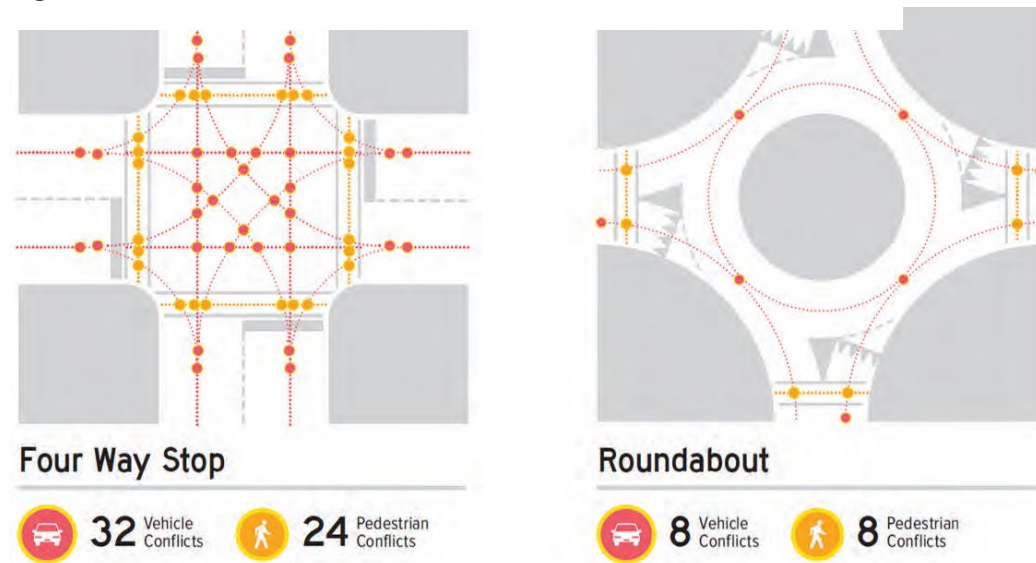 Four Way Stop
32 Vehicle
Conflicts
24 Pedestrian
Conflicts
Roundabout
8 Vehicle
Conflicts
8 Pedestrian
Conflicts